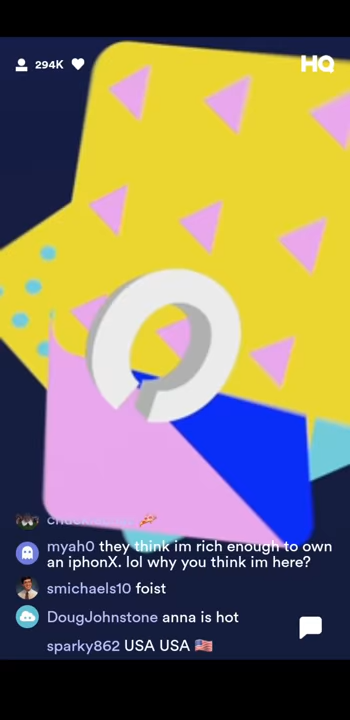 294K
HQ
myah0 they think im rich enough to own
an iphonX. lol why you think im here?
smichaels10 foist
DougJohnstone anna is hot
sparky862 USA USA 🇺🇸